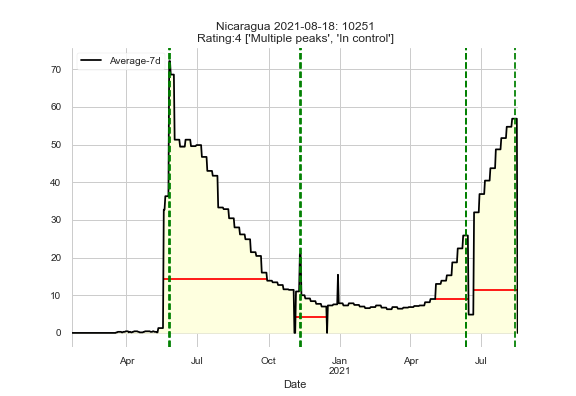 Nicaragua 2021-08-18: 10251
Rating:4 ['Multiple peaks', 'In control']
Average-7d
70
60
50
40
30
20
10
0
Apr Jul Oct Jan Apr Jul
2021
Date